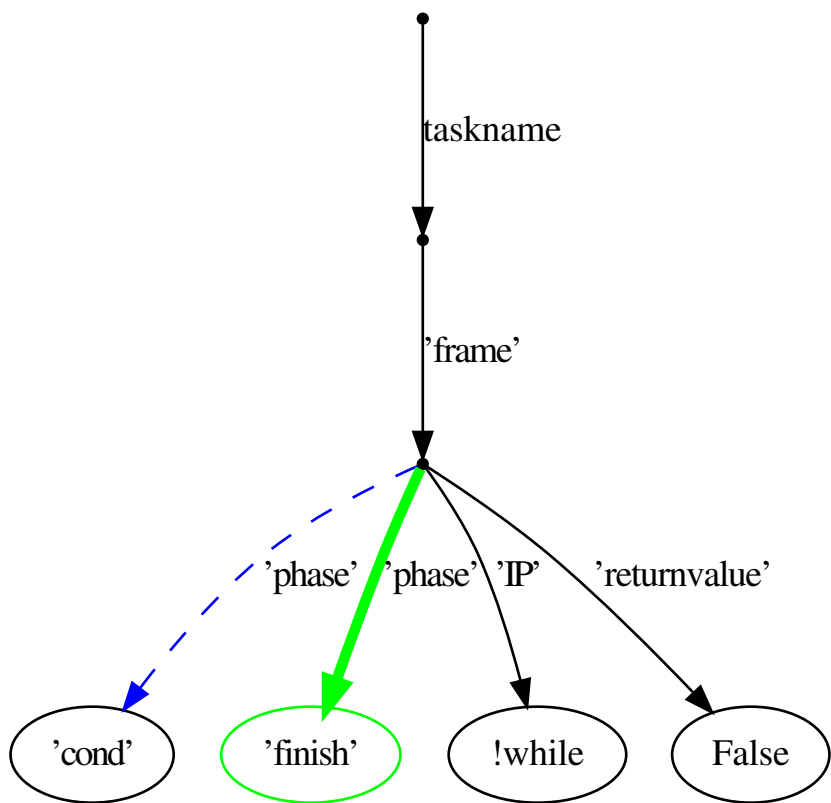 taskname
’frame’
’phase’ ’phase’ ’IP’ ’returnvalue’
’cond’ ’finish’ !while False